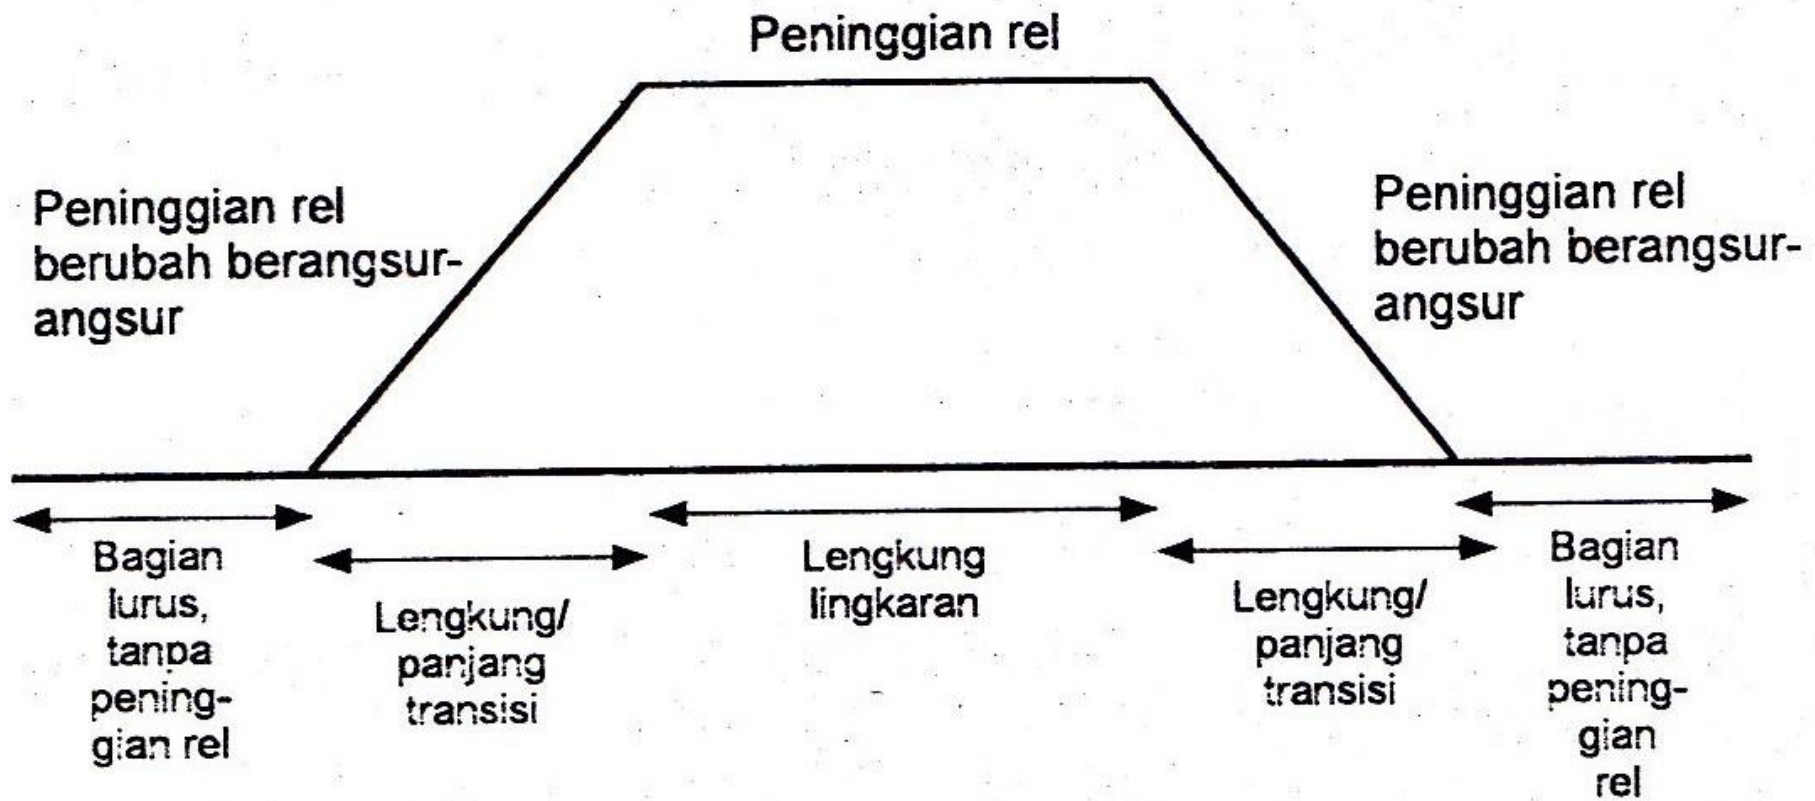 Peninggian rel
Peninggian rel
berubah berangsur-
angsur
Peninggian rel
berubah berangsur-
angsur
Bagian
lurus,
tanpa
pening-
gian rel
Lengkung/
panjang
transisi
Lengkung
lingkaran
Lengkung/
panjang
transisi
Bagian
lurus,
tanpa
pening-
gian
rel